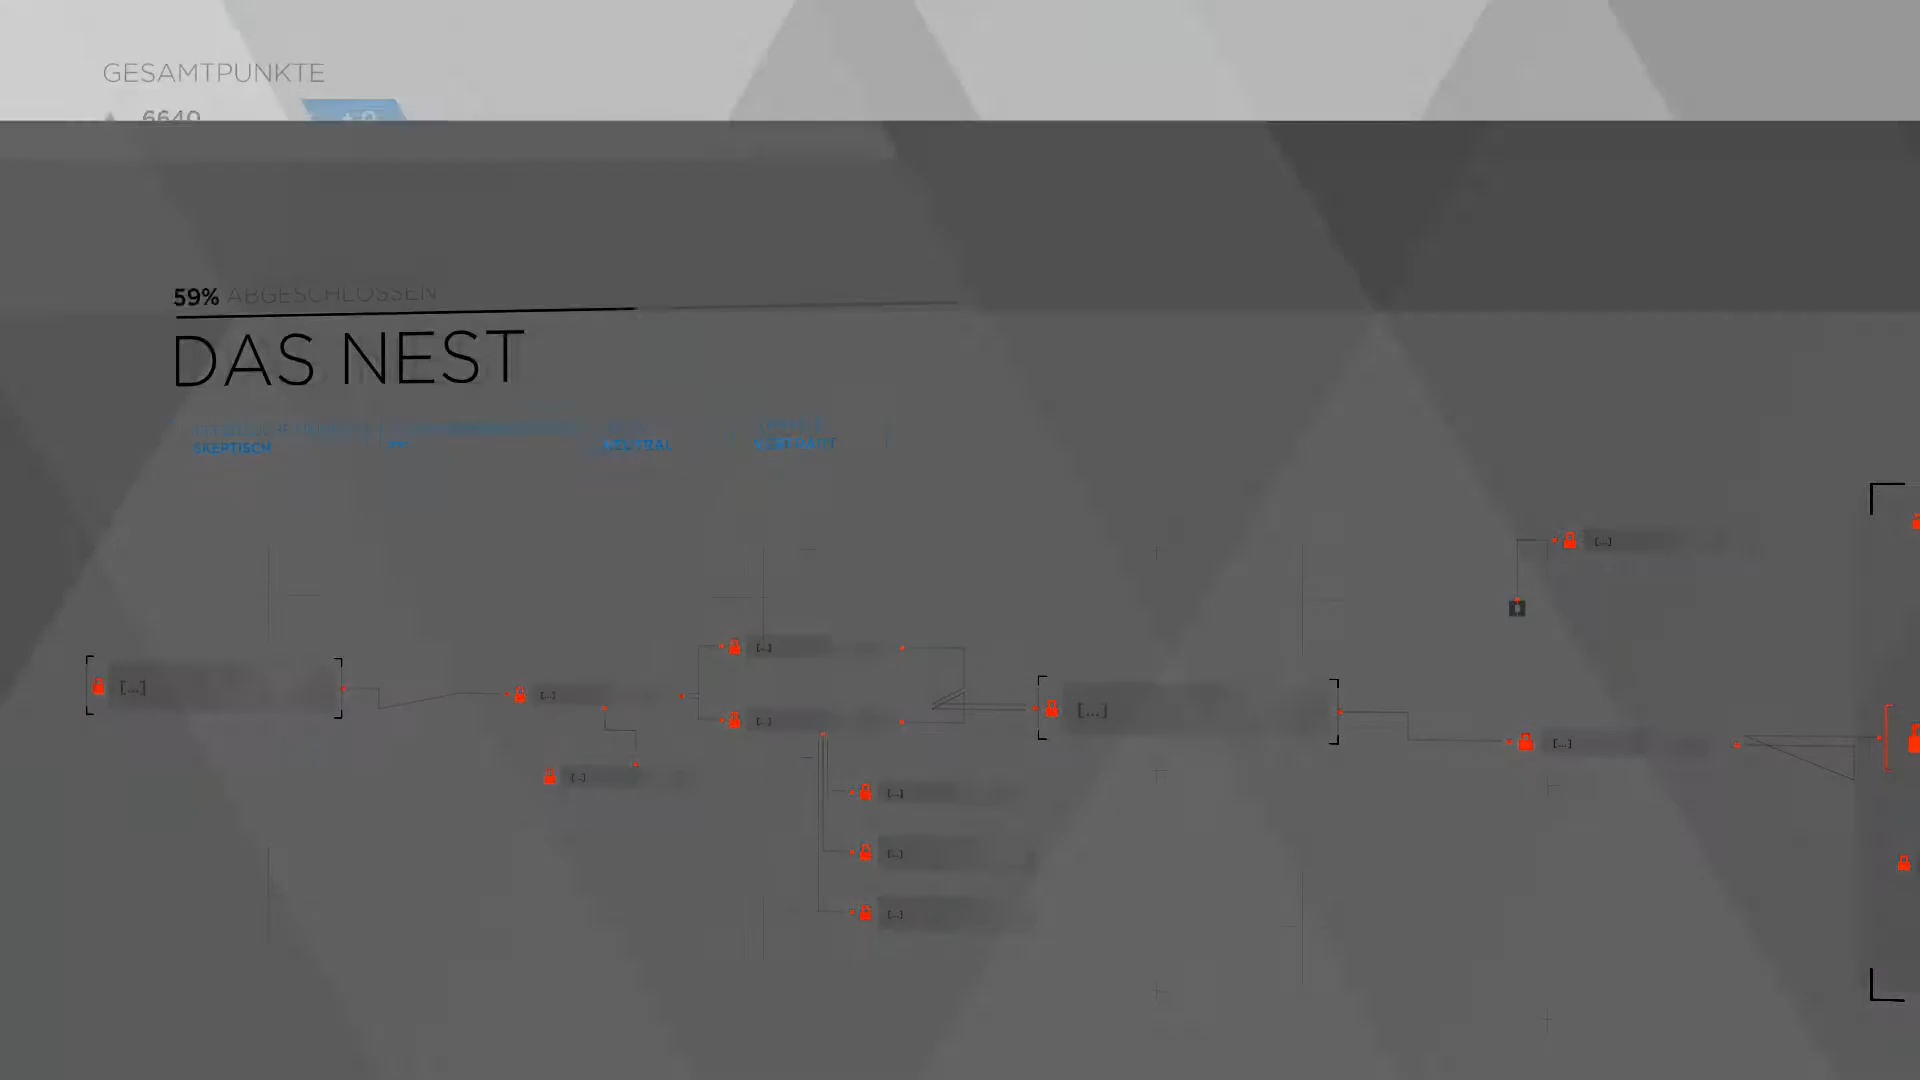 GESAMTPUNKTE
6640
59% ABGESCHLOSSEN
DAS NEST
SKEPTISCH
NEUTRAL
VERTRAUT
[...]
[...]
[...]
[...]
[...]
[...]
[...]
[...]
[...]
[...]
[...]